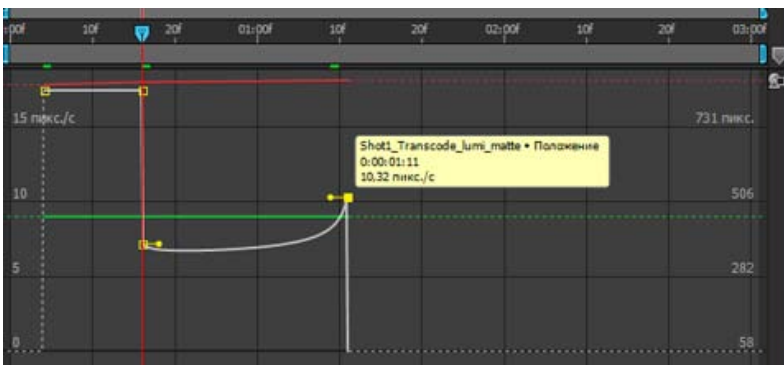 :00f 10f 20f 01:00f 10f 20f 02:00f 10f 20f 03:00f
15 пикс./с 731 пикс.
Shot1_Transcode_lumi_matte • Положение
0:00:01:11
10,32 пикс./с
10 506
5 282
0 58